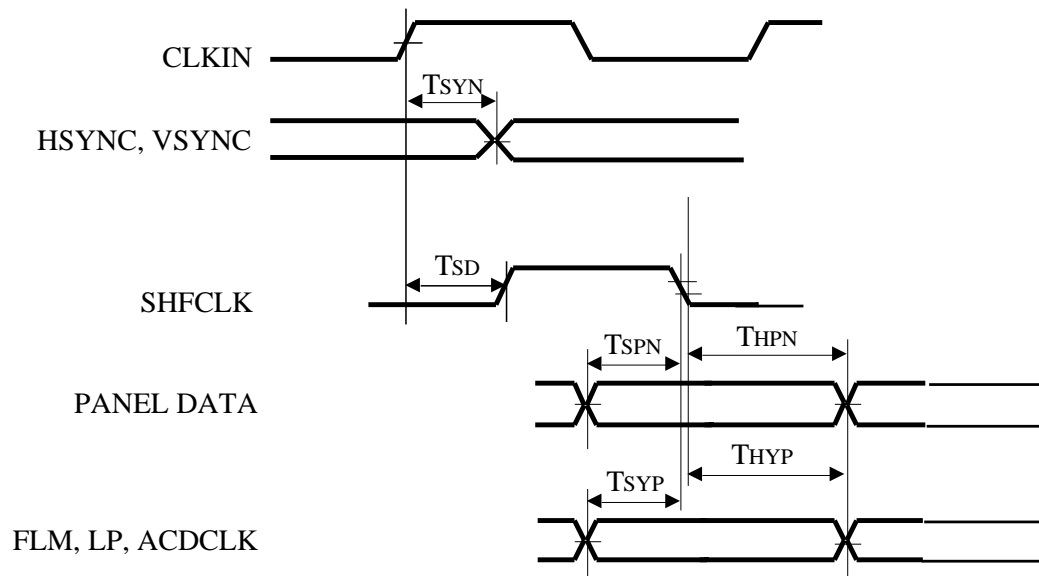 CLKIN
TSYN
HSYNC, VSYNC
TSD
SHFCLK
TSPN
THPN
PANEL DATA
THYP
TSYP
FLM, LP, ACDCLK